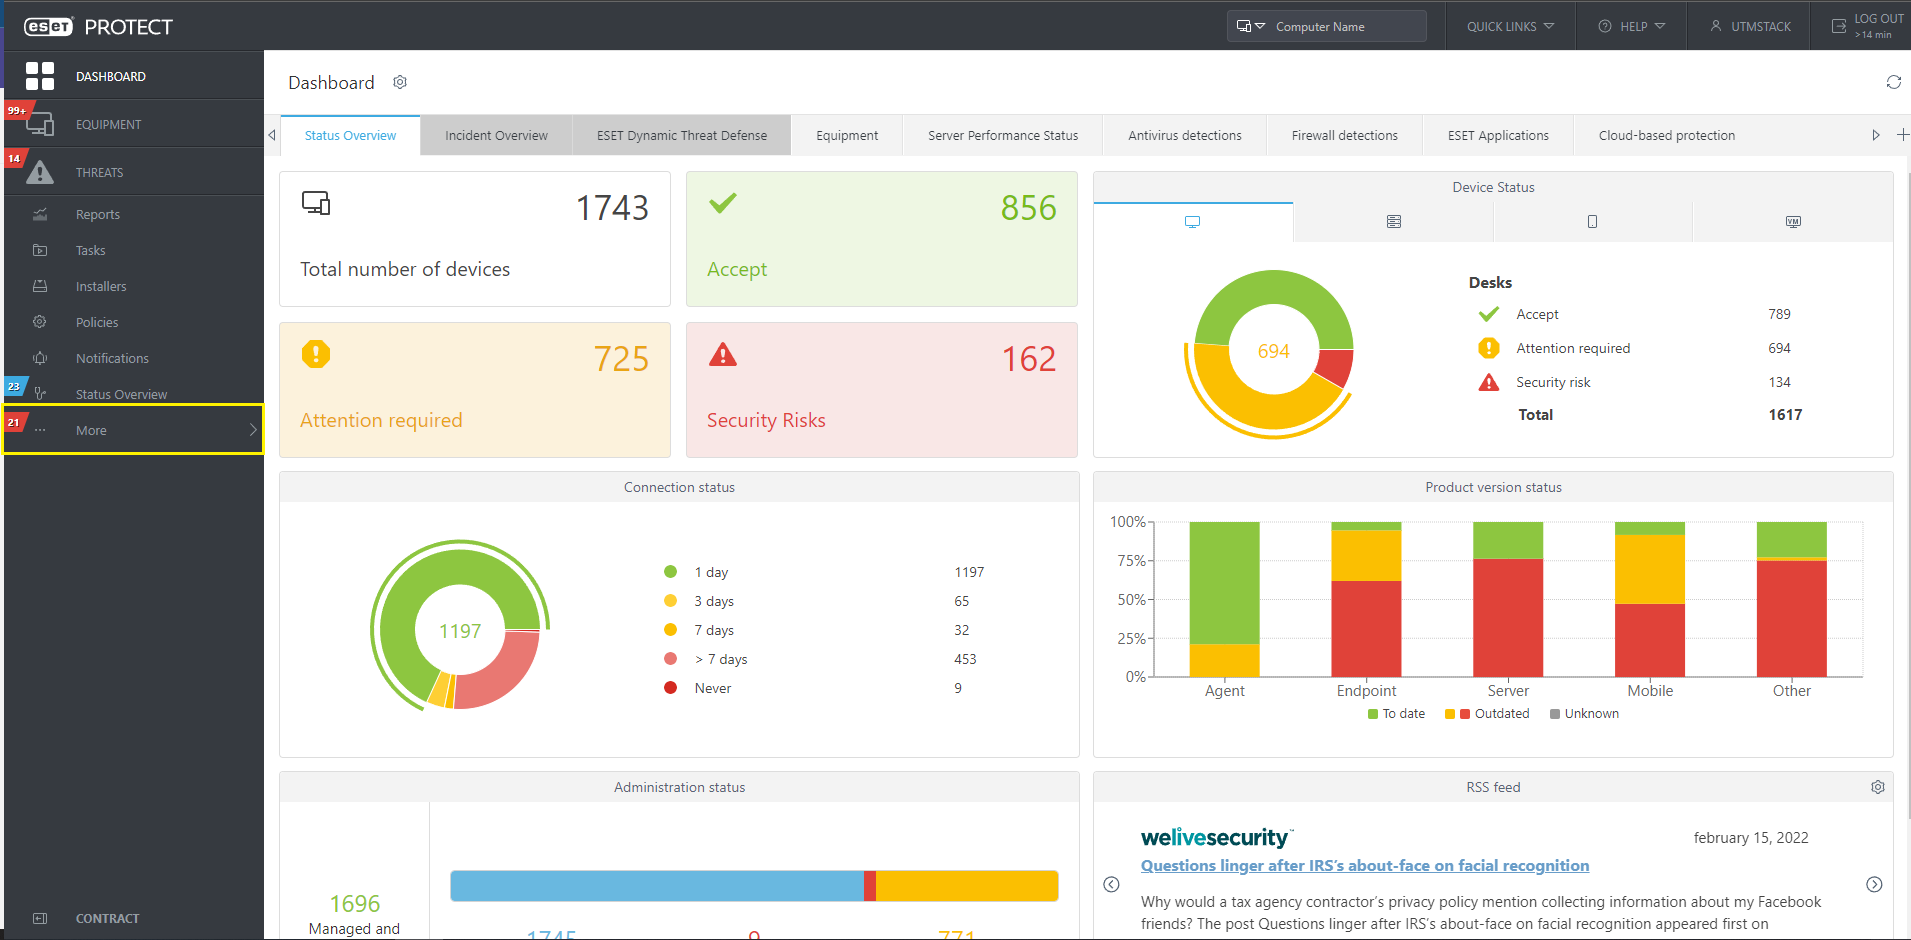 eseT PROTECT
Computer Name
QUICK LINKS
HELP
UTMSTACK
LOG OUT
>14 min
DASHBOARD
99+
EQUIPMENT
14
THREATS
Reports
Tasks
Installers
Policies
Notifications
23
Status Overview
21
More
CONTRACT
Dashboard
Status Overview
Incident Overview
ESET Dynamic Threat Defense
Equipment
Server Performance Status
Antivirus detections
Firewall detections
ESET Applications
Cloud-based protection
1743
Total number of devices
856
Accept
725
Attention required
162
Security Risks
Device Status
VM
694
Desks
Accept 789
Attention required 694
Security risk 134
Total 1617
Connection status
1197
1 day 1197
3 days 65
7 days 32
> 7 days 453
Never 9
Product version status
100%
75%
50%
25%
0%
Agent Endpoint Server Mobile Other
To date Outdated Unknown
Administration status
1696
Managed and
1745 9 771
RSS feed
welivesecurity™
february 15, 2022
Questions linger after IRS's about-face on facial recognition
Why would a tax agency contractor's privacy policy mention collecting information about my Facebook
friends? The post Questions linger after IRS's about-face on facial recognition appeared first on